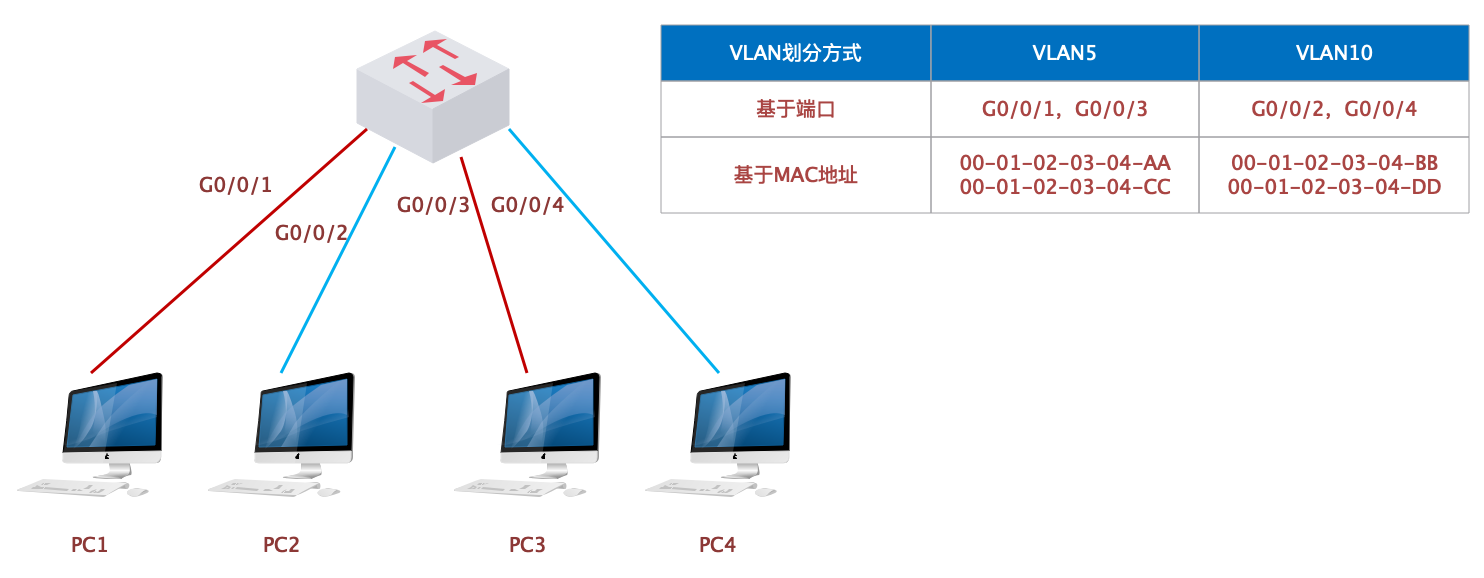 VLAN划分方式 VLAN5 VLAN10
基于端口 G0/0/1，G0/0/3 G0/0/2，G0/0/4
基于MAC地址 00-01-02-03-04-AA 00-01-02-03-04-BB
00-01-02-03-04-CC 00-01-02-03-04-DD
G0/0/1
G0/0/2
G0/0/3
G0/0/4
PC1
PC2
PC3
PC4